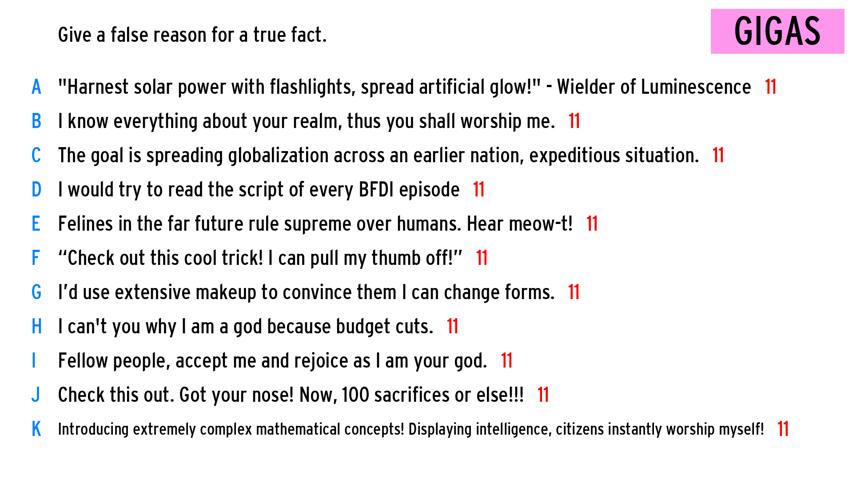 Give a false reason for a true fact.
GIGAS
A "Harnest solar power with flashlights, spread artificial glow!" - Wielder of Luminescence 11
B I know everything about your realm, thus you shall worship me. 11
C The goal is spreading globalization across an earlier nation, expeditious situation. 11
D I would try to read the script of every BFDI episode 11
E Felines in the far future rule supreme over humans. Hear meow-t! 11
F “Check out this cool trick! I can pull my thumb off!” 11
G I’d use extensive makeup to convince them I can change forms. 11
H I can't you why I am a god because budget cuts. 11
I Fellow people, accept me and rejoice as I am your god. 11
J Check this out. Got your nose! Now, 100 sacrifices or else!!! 11
K Introducing extremely complex mathematical concepts! Displaying intelligence, citizens instantly worship myself! 11